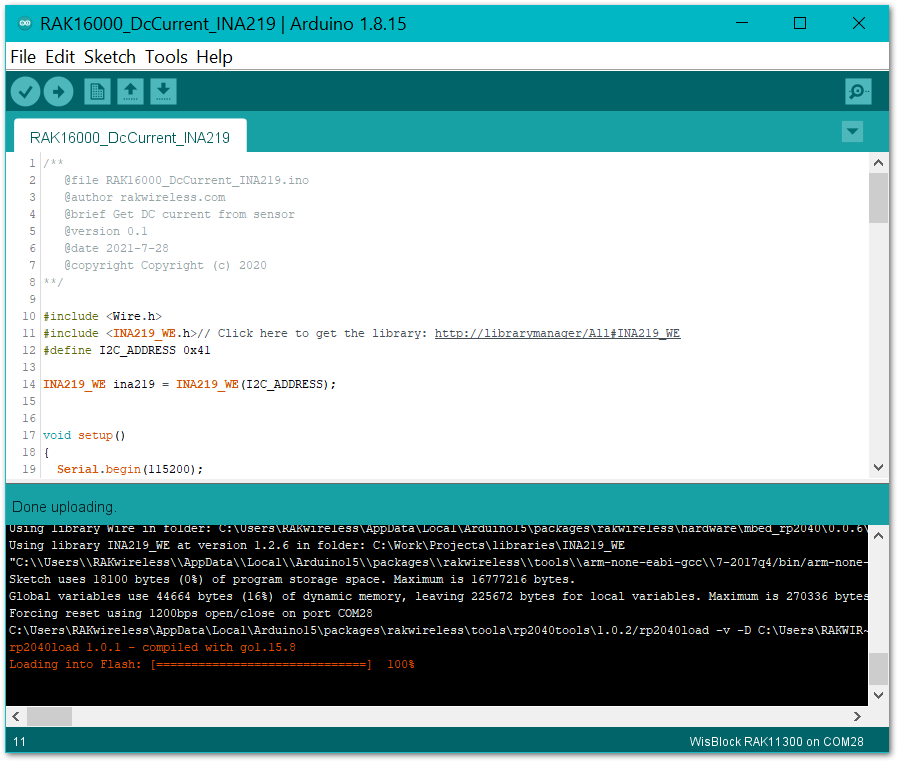 RAK16000_DcCurrent_INA219 | Arduino 1.8.15
File Edit Sketch Tools Help
RAK16000_DcCurrent_INA219
1 /**
2 @file RAK16000_DcCurrent_INA219.ino
3 @author rakwireless.com
4 @brief Get DC current from sensor
5 @version 0.1
6 @date 2021-7-28
7 @copyright Copyright (c) 2020
8 **/
9
10 #include <Wire.h>
11 #include <INA219_WE.h>// Click here to get the library: http://librarymanager/All#INA219_WE
12 #define I2C_ADDRESS 0x41
13
14 INA219_WE ina219 = INA219_WE(I2C_ADDRESS);
15
16
17 void setup()
18 {
19 Serial.begin(115200);
Done uploading.
Using library Wire in folder: C:\Users\RAKwireless\AppData\Local\Arduino15\packages\rakwireless\hardware\mbed_rp2040\0.0.6\
Using library INA219_WE at version 1.2.6 in folder: C:\Work\Projects\libraries\INA219_WE
"C:\\Users\\RAKwireless\\AppData\\Local\\Arduino15\\packages\\rakwireless\\tools\\arm-none-eabi-gcc\\7-2017q4/bin/arm-none-
Sketch uses 18100 bytes (0%) of program storage space. Maximum is 16777216 bytes.
Global variables use 44664 bytes (16%) of dynamic memory, leaving 225672 bytes for local variables. Maximum is 270336 bytes
Forcing reset using 1200bps open/close on port COM28
C:\Users\RAKwireless\AppData\Local\Arduino15\packages\rakwireless\tools\rp2040tools\1.0.2/rp2040load -v -D C:\Users\RAKWIR~
rp2040load 1.0.1 - compiled with go1.15.8
Loading into Flash: [==============================] 100%
11
WisBlock RAK11300 on COM28